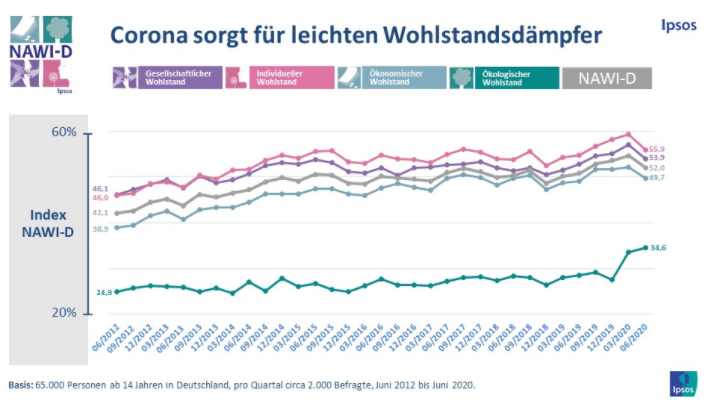 Corona sorgt für leichten Wohlstandsdämpfer
Ipsos
NAWI-D
Ipsos
Gesellschaftlicher
Wohlstand
Individueller
Wohlstand
Ökonomischer
Wohlstand
Ökologischer
Wohlstand
NAWI-D
60%
Index
NAWI-D
20%
46,1
46,0
42,1
38,9
24,9
55,9
53,9
52,0
49,7
34,6
06/2012
09/2012
12/2012
03/2013
06/2013
09/2013
12/2013
03/2014
06/2014
09/2014
12/2014
03/2015
06/2015
09/2015
12/2015
03/2016
06/2016
09/2016
12/2016
03/2017
06/2017
09/2017
12/2017
03/2018
06/2018
09/2018
12/2018
03/2019
06/2019
09/2019
12/2019
03/2020
06/2020
Basis: 65.000 Personen ab 14 Jahren in Deutschland, pro Quartal circa 2.000 Befragte, Juni 2012 bis Juni 2020.
Ipsos